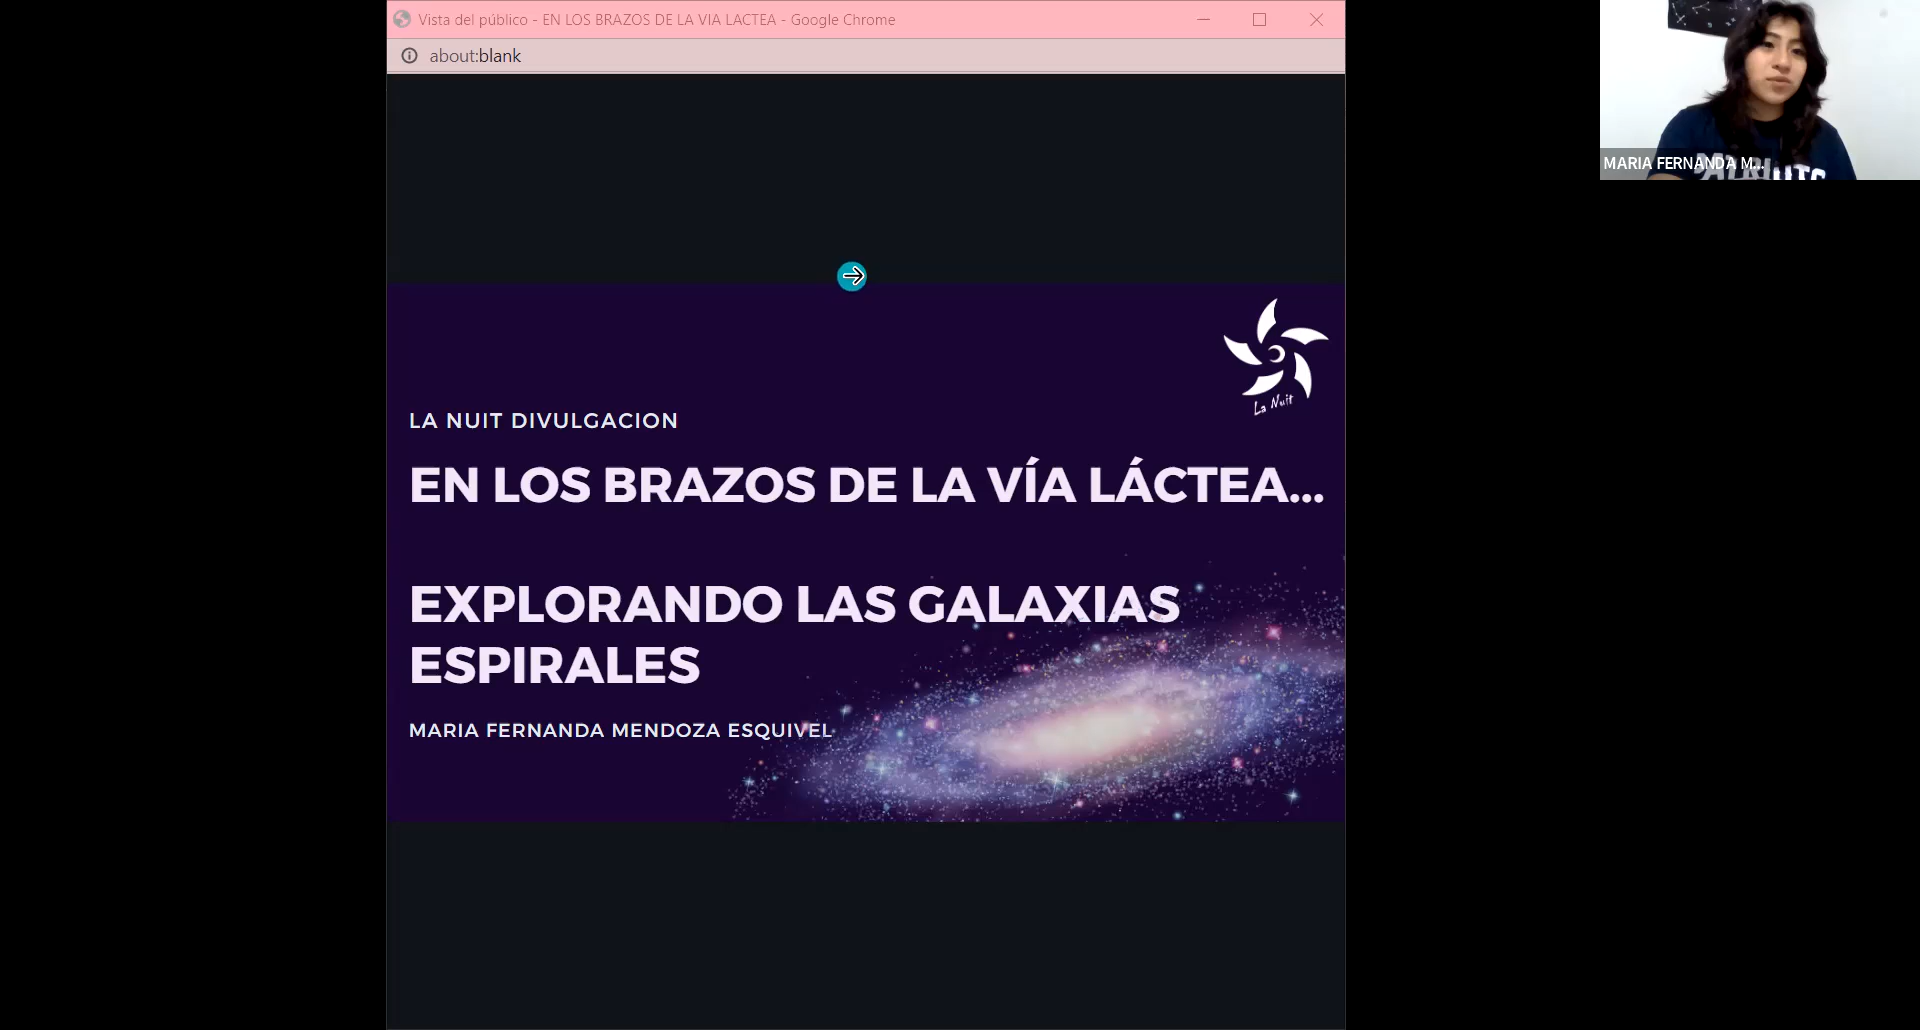 Vista del público - EN LOS BRAZOS DE LA VIA LACTEA - Google Chrome
about:blank
La Nuit
LA NUIT DIVULGACION
EN LOS BRAZOS DE LA VÍA LÁCTEA...
EXPLORANDO LAS GALAXIAS
ESPIRALES
MARIA FERNANDA MENDOZA ESQUIVEL
MARIA FERNANDA M...
PATRIOTS